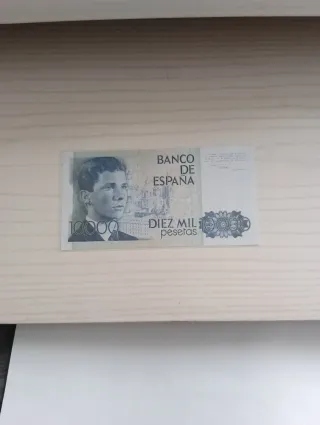 BANCO
DE
ESPAÑA
10000
DIEZ MIL
pesetas